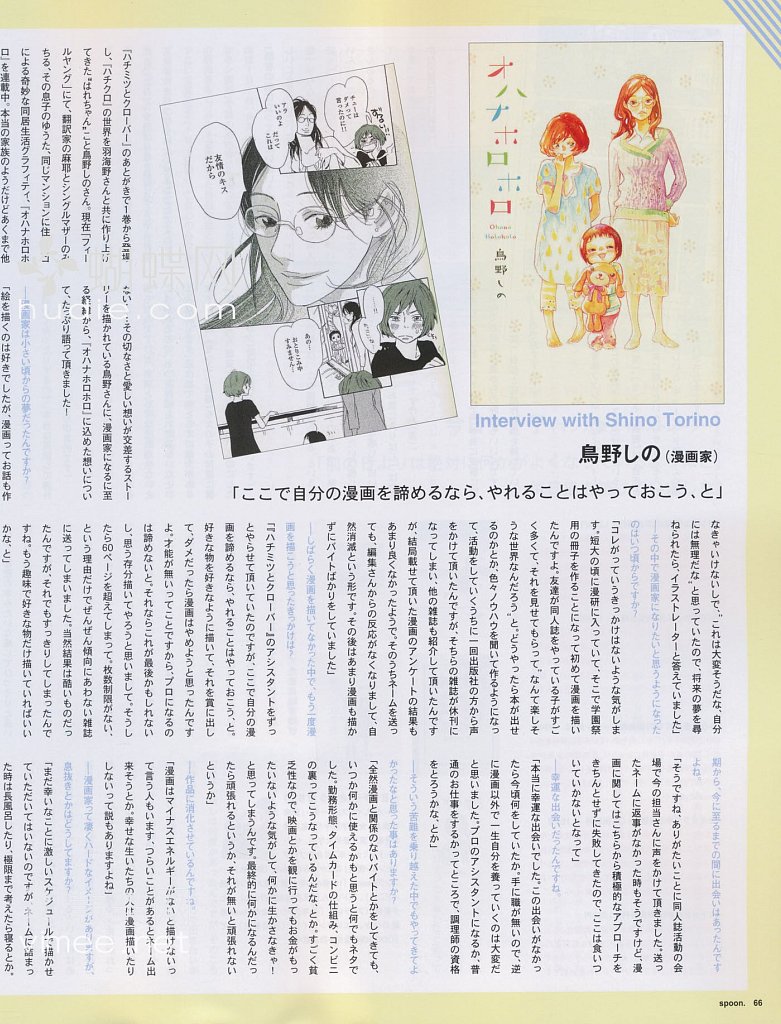 オハナホロホロ
Ohana Holoholo
鳥野しの
チューは
ダメって
言ったのに!!
アラ
いいのよ
だって
これは
友情のキス
だから
あの…
おとりこみ中
すみません!
Interview with Shino Torino
鳥野しの（漫画家）
「ここで自分の漫画を諦めるなら、やれることはやっておこう、と」
『ハチミツとクローバー』のあとがきで1巻から登場
し、『ハチクロ』の世界を羽海野さんと共に作り上げ
てきた“ばれちゃん”こと鳥野しのさん。現在『フィー
ルヤング』にて、翻訳家の麻耶とシングルマザーのみ
ちる、その息子のゆうた、同じマンションに住
による奇妙な同居生活グラフィティ、『オハナホロホ
ロ』を連載中。本当の家族のようだけどあくまで他
ない…。その切なさと愛しい想いが交差するストー
リーを描かれている鳥野さんに、漫画家になるに至
る経緯から、『オハナホロホロ』に込めた想いについ
て、たっぷり語って頂きました!
──漫画家は小さい頃からの夢だったんですか?
「絵を描くのは好きでしたが、漫画ってお話も作
なきゃいけないしで、“これは大変そうだな、自分
には無理だな”と思っていたので、将来の夢を尋
ねられたら、イラストレーターと答えていました」
──その中で漫画家になりたいと思うようになった
のはいつ頃からですか?
「コレがっていうきっかけはないような気がしま
す。短大の頃に漫研に入っていて、そこで学園祭
用の冊子を作ることになって初めて漫画を描い
たんですよ。友達が同人誌をやっている子がすご
く多くて、それを見せてもらって。なんて楽しそ
うな世界なんだろう”と。どうやったら本が出せ
るのかとか、色々ノウハウを聞いて作るようになっ
て。活動をしていくうちに一回出版社の方から声
をかけて頂いたんですが、そちらの雑誌が休刊に
なってしまい、他の雑誌も紹介して頂いたんです
が、結局載せて頂いた漫画のアンケートの結果も
あまり良くなかったようで。そのうちネームを送っ
ても、編集さんからの反応がなくなりまして、自
然消滅という形です。その後はあまり漫画も描か
ずにバイトばかりをしていました」
──しばらく漫画を描いてなかった中で、もう一度漫
画を描こうと思ったきっかけは?
「『ハチミツとクローバー』のアシスタントをずっ
とやらせて頂いていたのですが、ここで自分の漫
画を諦めるなら、やれることはやっておこう、と。
好きな物を好きなように描いて、それを賞に出し
て、ダメだったら漫画はやめようと思ったんです
よ。才能が無いってことですから、プロになるの
は諦めないと。それならこれが最後かもしれない
し、思う存分描いてやろうと思いまして。そうし
たら60ページを超えてしまって、枚数制限がない
という理由だけでぜんぜん傾向にあわない雑誌
に送ってしまいました。当然結果は酷いものだっ
たんですが、それでもすっきりしてしまったんで
すね。もう趣味で好きな物だけ描いていればいい
かな、と」
期から、今に至るまでの間に出会いはあったんです
よね。
「そうですね、ありがたいことに同人誌活動の会
場で今の担当さんに声をかけて頂きました。送っ
たネームに返事がなかった時もそうですけど、漫
画に関してはこちらから積極的なアプローチを
きちんとせずに失敗してきたので、ここは食いつ
いていかないとなって」
──幸運な出会いだったんですね。
「本当に幸運な出会いでした。この出会いがなかっ
たら今頃何をしていたか。手に職が無いので、逆
に漫画以外で一生自分を養っていくのは大変だ
と思いました。プロのアシスタントになるか、普
通のお仕事をするかってところで、調理師の資格
をとろうかな、とか」
──そういう苦難を乗り越えた中でもやってきてよ
かったなと思った事はありますか?
「全然漫画と関係のないバイトとかをしてきても、
いつか何かに使えるかもと思うと何でもネタで
した。勤務形態、タイムカードの仕組み、コンビニ
の裏ってこうなっているんだな、とか。すごく貧
乏性なので、映画とかを観に行ってもお金がもっ
たいないような気がして、何かに生かさなきゃ!
と思ってしまうんです。最終的に何かになるんだっ
たら頑張れるというか、それが無いと頑張れない
というか」
──作品に消化させているんですね。
「漫画はマイナスエネルギーがないと描けないっ
て言う人もいます。つらいことがあるとネーム出
来そうとか。幸せな生いたちの人は漫画描いたり
しないって説もありますよね」
──漫画家って凄くハードなイメージがありますが、
息抜きとかはどうしてますか?
「まだ幸いなことに激しいスケジュールで描かせ
ていただいてはいないのですが、ネームに詰まっ
た時は長風呂したり、極限まで考えたら寝るとか。
spoon. 66